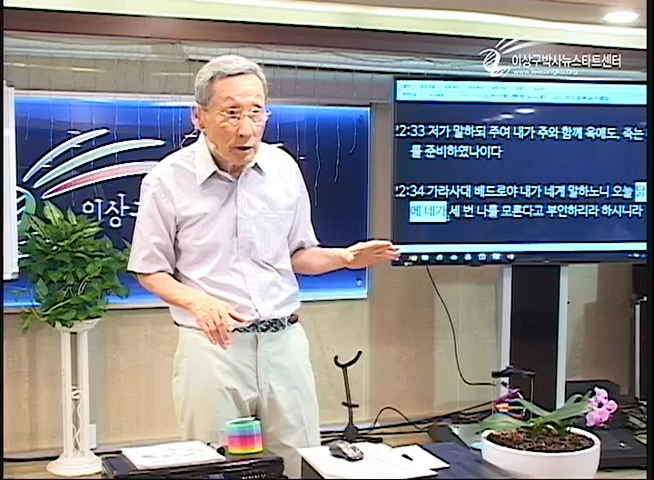 이상구박사뉴스타트센터
www.leesangku.org
22:33 저가 말하되 주여 내가 주와 함께 옥에도, 죽는
를 준비하였나이다
22:34 가라사대 베드로야 내가 네게 말하노니 오늘
에 네가 세 번 나를 모른다고 부인하리라 하시니라
이상구